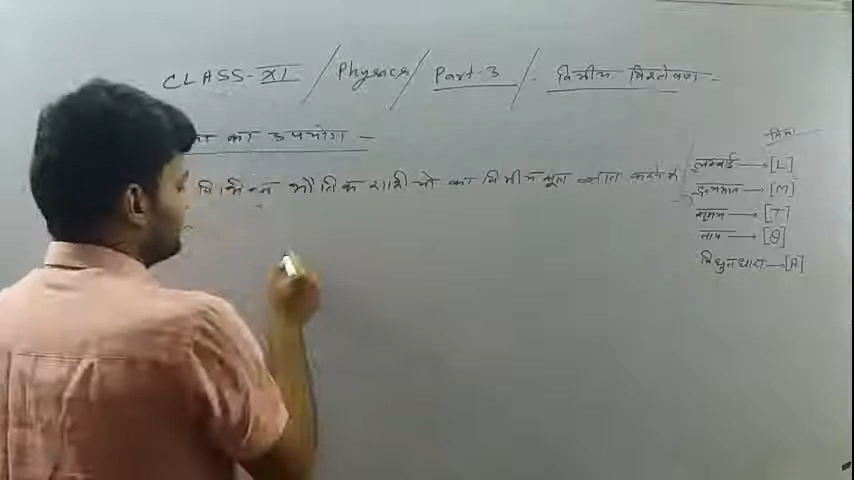 CLASS-XI / Physics / Part-3 / विमीय विश्लेषण -
का उपयोग -
विभिन्न भौतिक राशीयो का विमीय सूत्र ज्ञात करने में
विमा
लम्बाई → [L]
द्रव्यमान → [M]
समय → [T]
ताप → [θ]
विधुतधारा → [A]